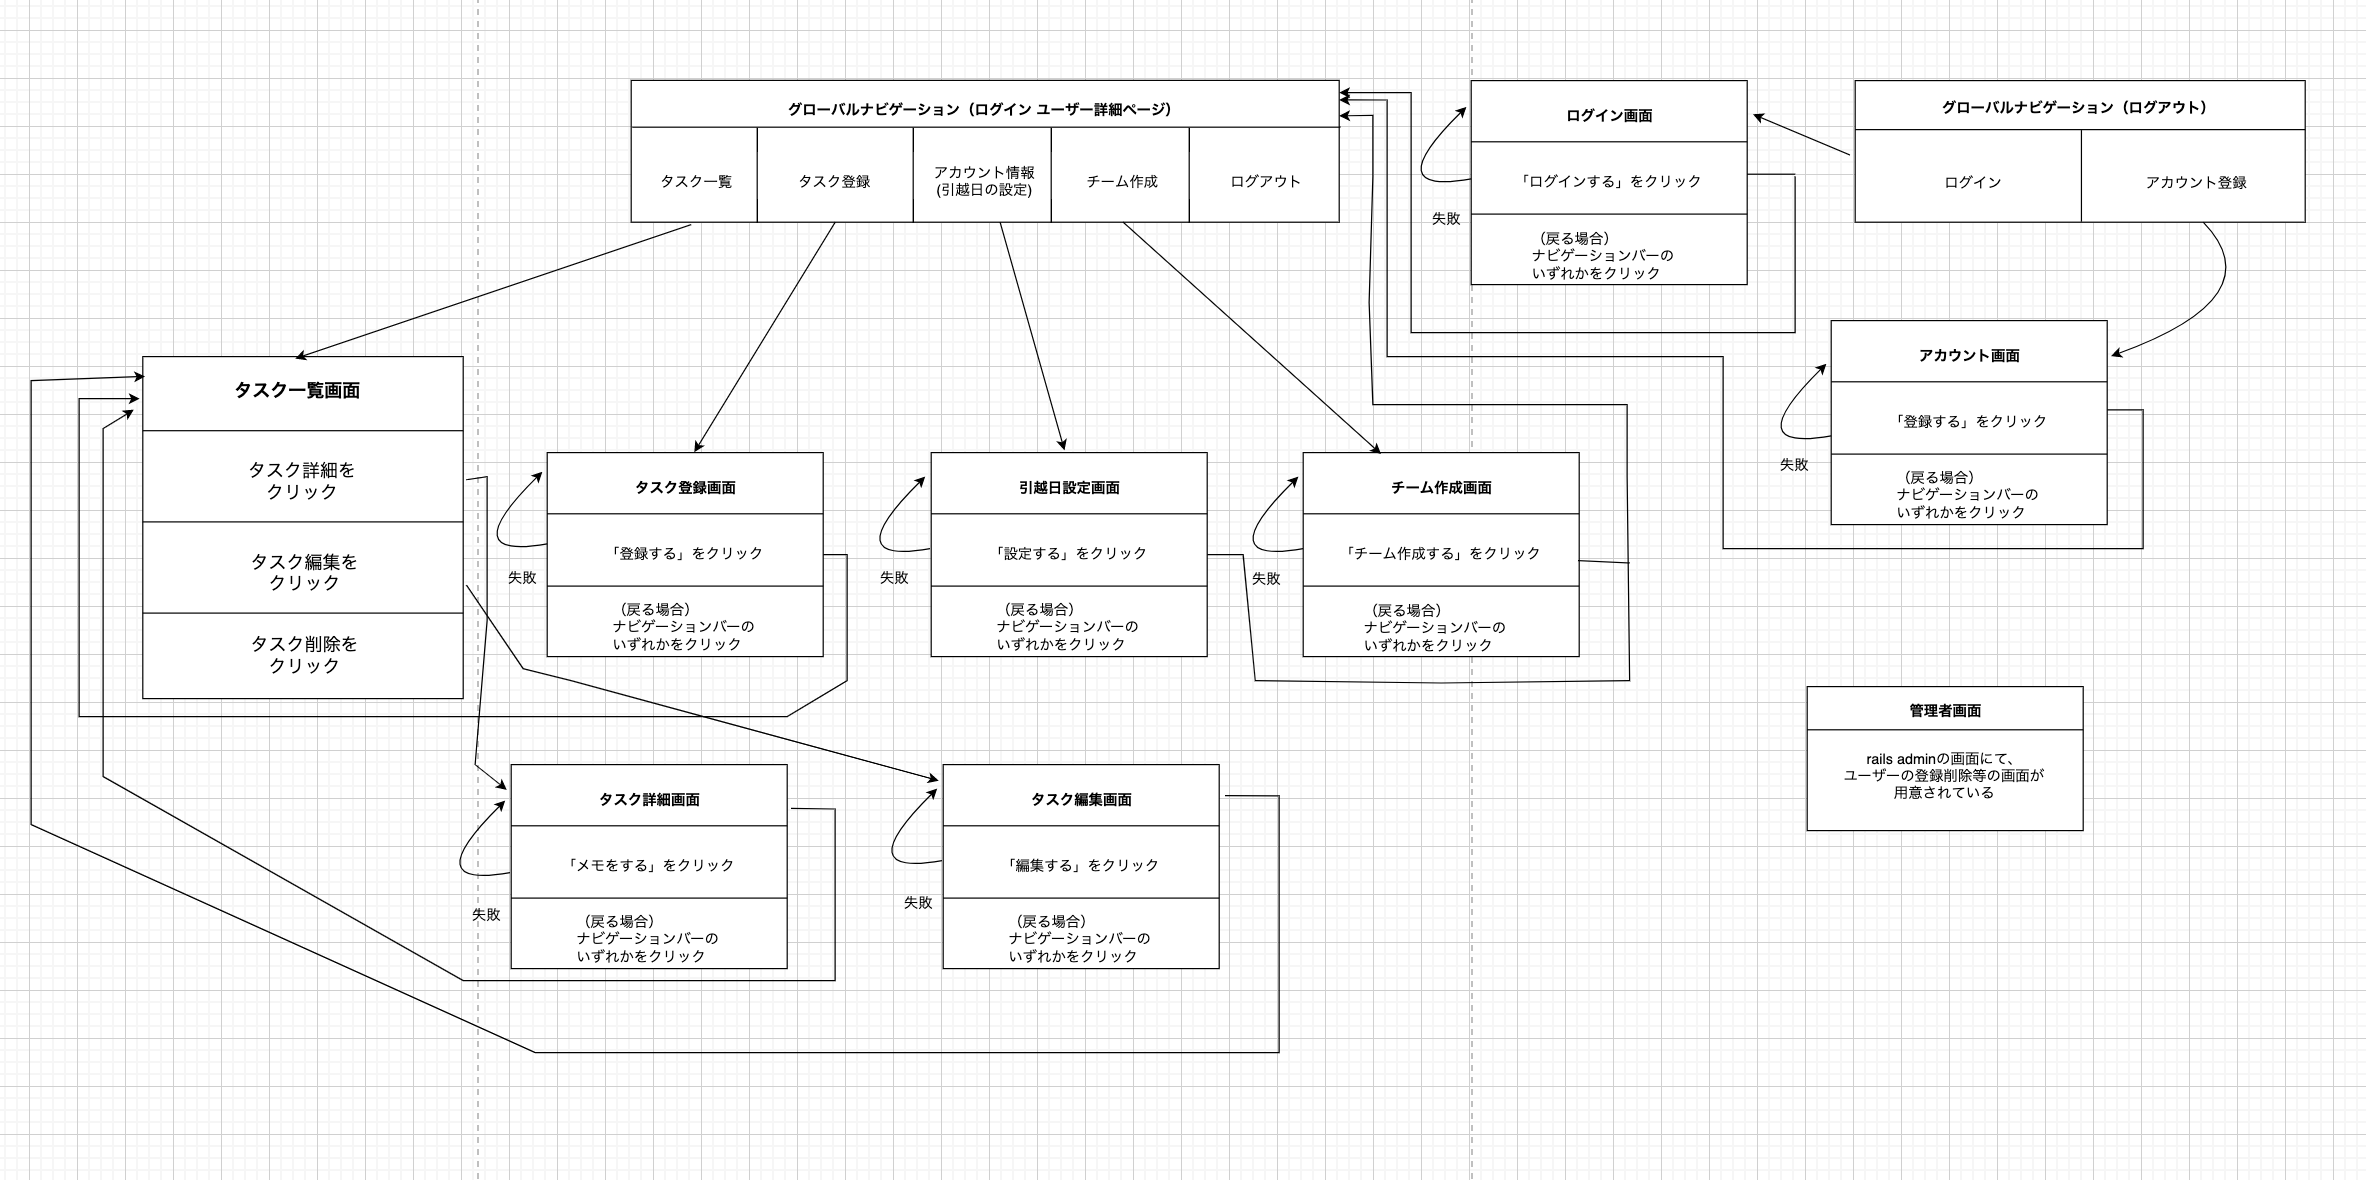 グローバルナビゲーション（ログイン ユーザー詳細ページ）
タスク一覧
タスク登録
アカウント情報
(引越日の設定)
チーム作成
ログアウト
ログイン画面
「ログインする」をクリック
失敗
（戻る場合）
ナビゲーションバーの
いずれかをクリック
グローバルナビゲーション（ログアウト）
ログイン
アカウント登録
アカウント画面
「登録する」をクリック
失敗
（戻る場合）
ナビゲーションバーの
いずれかをクリック
タスク一覧画面
タスク詳細を
クリック
タスク編集を
クリック
タスク削除を
クリック
タスク登録画面
「登録する」をクリック
失敗
（戻る場合）
ナビゲーションバーの
いずれかをクリック
引越日設定画面
「設定する」をクリック
失敗
（戻る場合）
ナビゲーションバーの
いずれかをクリック
チーム作成画面
「チーム作成する」をクリック
失敗
（戻る場合）
ナビゲーションバーの
いずれかをクリック
管理者画面
rails adminの画面にて、
ユーザーの登録削除等の画面が
用意されている
タスク詳細画面
「メモをする」をクリック
失敗
（戻る場合）
ナビゲーションバーの
いずれかをクリック
タスク編集画面
「編集する」をクリック
失敗
（戻る場合）
ナビゲーションバーの
いずれかをクリック